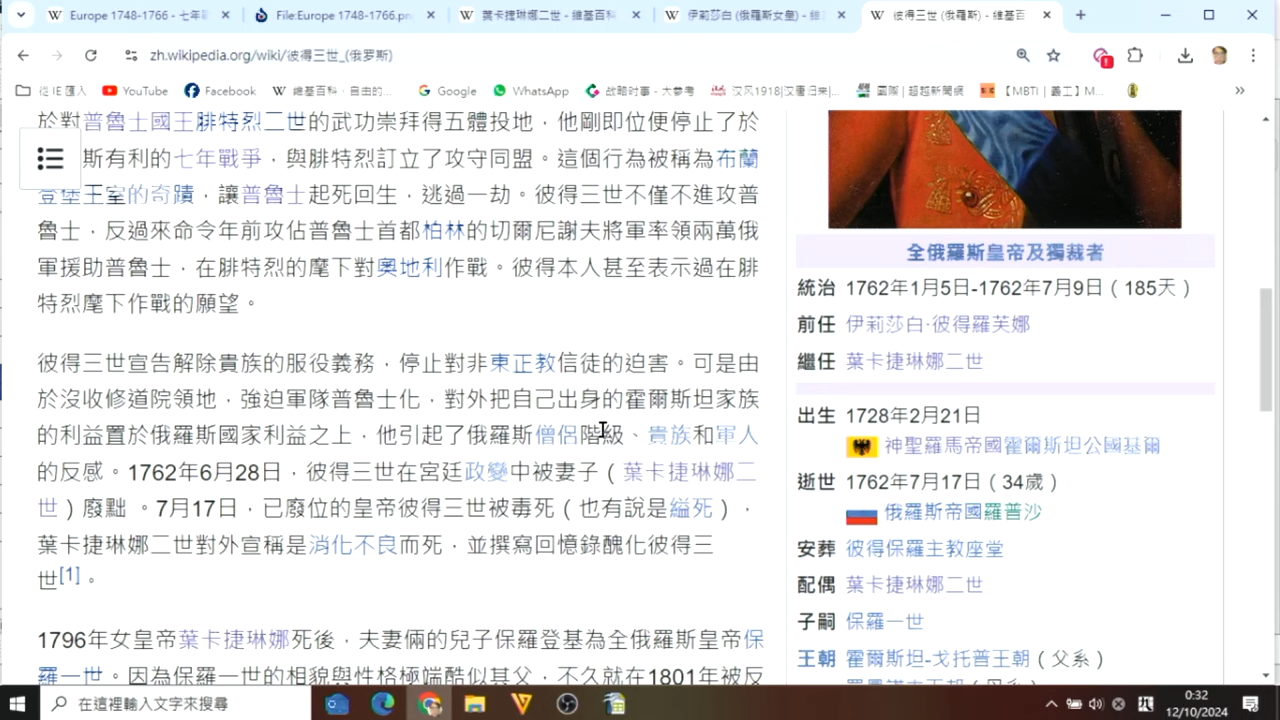 Europe 1748-1766 - 七年
File:Europe 1748-1766.pn
葉卡捷琳娜二世 - 維基百科
伊莉莎白 (俄羅斯女皇) - 維
彼得三世 (俄羅斯) - 維基百
zh.wikipedia.org/wiki/彼得三世_(俄罗斯)
從 IE 匯入
YouTube
Facebook
維基百科，自由的...
Google
WhatsApp
战略时事 - 大参考
汉风1918|汉唐归来|...
團隊 | 超越新聞網
【MBTI｜義工】M...
於對普魯士國王腓特烈二世的武功崇拜得五體投地，他剛即位便停止了於
斯有利的七年戰爭，與腓特烈訂立了攻守同盟。這個行為被稱為布蘭
登堡王室的奇蹟，讓普魯士起死回生，逃過一劫。彼得三世不僅不進攻普
魯士，反過來命令年前攻佔普魯士首都柏林的切爾尼謝夫將軍率領兩萬俄
軍援助普魯士，在腓特烈的麾下對奧地利作戰。彼得本人甚至表示過在腓
特烈麾下作戰的願望。
彼得三世宣告解除貴族的服役義務，停止對非東正教信徒的迫害。可是由
於沒收修道院領地，強迫軍隊普魯士化，對外把自己出身的霍爾斯坦家族
的利益置於俄羅斯國家利益之上，他引起了俄羅斯僧侶階級、貴族和軍人
的反感。1762年6月28日，彼得三世在宮廷政變中被妻子（葉卡捷琳娜二
世）廢黜 。7月17日，已廢位的皇帝彼得三世被毒死（也有說是縊死），
葉卡捷琳娜二世對外宣稱是消化不良而死，並撰寫回憶錄醜化彼得三
世[1]。
1796年女皇帝葉卡捷琳娜死後，夫妻倆的兒子保羅登基為全俄羅斯皇帝保
羅一世。因為保羅一世的相貌與性格極端酷似其父，不久就在1801年被反
全俄羅斯皇帝及獨裁者
統治 1762年1月5日-1762年7月9日（185天）
前任 伊莉莎白·彼得羅芙娜
繼任 葉卡捷琳娜二世
出生 1728年2月21日
神聖羅馬帝國霍爾斯坦公國基爾
逝世 1762年7月17日（34歲）
俄羅斯帝國羅普沙
安葬 彼得保羅主教座堂
配偶 葉卡捷琳娜二世
子嗣 保羅一世
王朝 霍爾斯坦-戈托普王朝（父系）
在這裡輸入文字來搜尋
0:32
12/10/2024